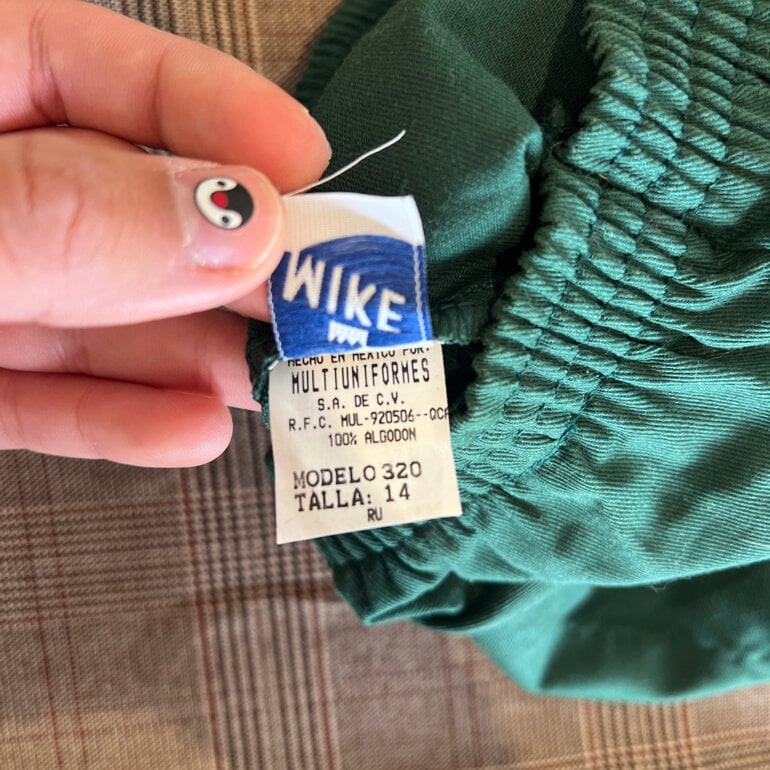 WIKE
HECHO EN MEXICO POR:
MULTIUNIFORMES
S.A. DE C.V.
R.F.C. MUL-920506--QCA
100% ALGODON
MODELO 320
TALLA: 14
RU